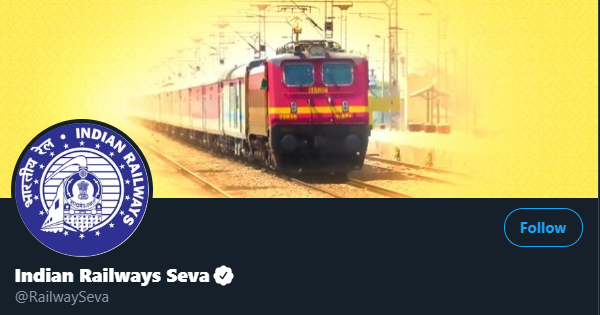 भारतीय रेल • INDIAN RAILWAYS
Follow
Indian Railways Seva
@RailwaySeva